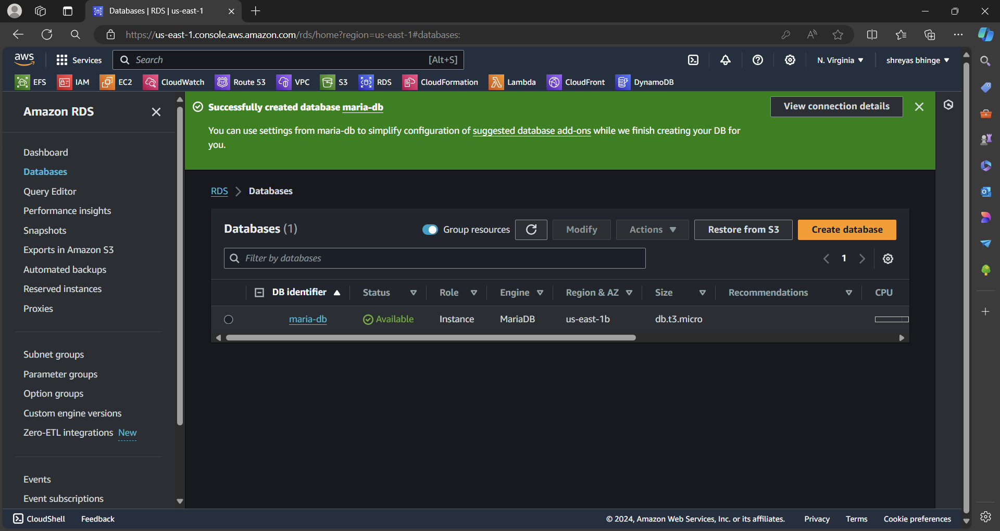 Databases | RDS | us-east-1
https://us-east-1.console.aws.amazon.com/rds/home?region=us-east-1#databases:
aws
Services
Search
[Alt+S]
N. Virginia
shreyas bhinge
EFS
IAM
EC2
CloudWatch
Route 53
VPC
S3
RDS
CloudFormation
Lambda
CloudFront
DynamoDB
Amazon RDS
Dashboard
Databases
Query Editor
Performance insights
Snapshots
Exports in Amazon S3
Automated backups
Reserved instances
Proxies
Subnet groups
Parameter groups
Option groups
Custom engine versions
Zero-ETL integrations New
Events
Event subscriptions
Successfully created database maria-db
View connection details
You can use settings from maria-db to simplify configuration of suggested database add-ons while we finish creating your DB for
you.
RDS > Databases
Databases (1)
Group resources
Modify
Actions
Restore from S3
Create database
Filter by databases
1
DB identifier
Status
Role
Engine
Region & AZ
Size
Recommendations
CPU
maria-db
Available
Instance
MariaDB
us-east-1b
db.t3.micro
CloudShell
Feedback
© 2024, Amazon Web Services, Inc. or its affiliates.
Privacy
Terms
Cookie preferences